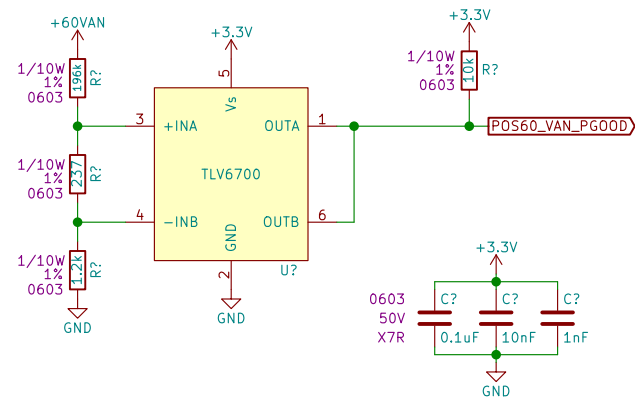 +60VAN
+3.3V
+3.3V
1/10W
1%
0603
196k
R?
5
Vs
1/10W
1%
0603
10k
R?
3
+INA
OUTA
1
POS60_VAN_PGOOD
1/10W
1%
0603
237
R?
TLV6700
4
-INB
OUTB
6
GND
1/10W
1%
0603
1.2k
R?
2
U?
GND
GND
+3.3V
0603
50V
X7R
C?
0.1uF
C?
10nF
C?
1nF
GND